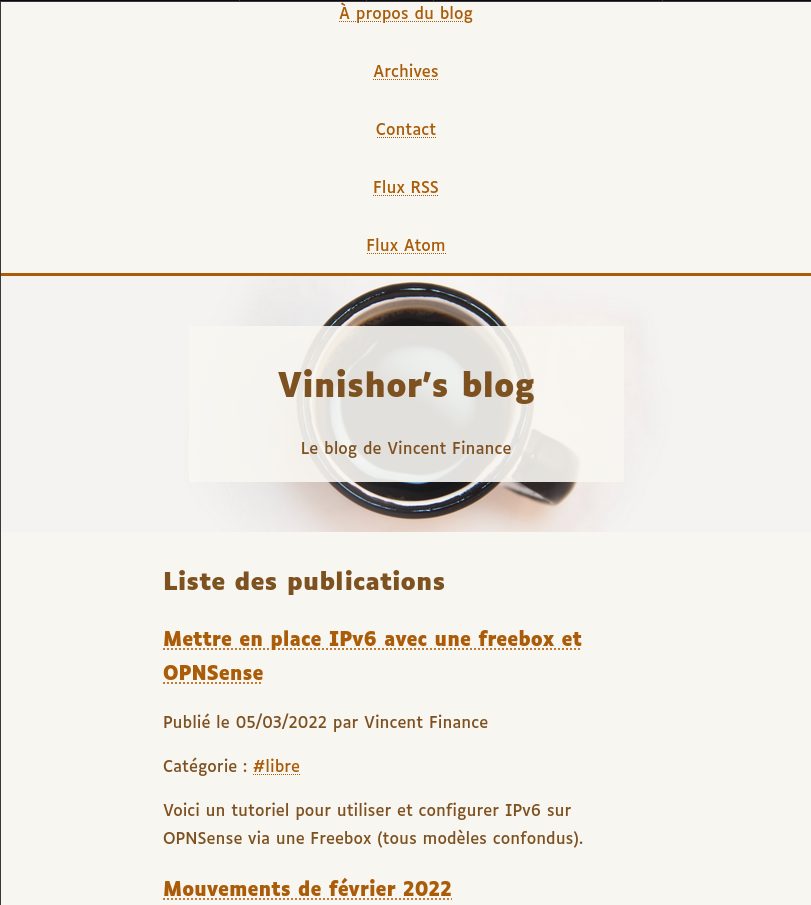 À propos du blog
Archives
Contact
Flux RSS
Flux Atom
Vinishor's blog
Le blog de Vincent Finance
Liste des publications
Mettre en place IPv6 avec une freebox et
OPNSense
Publié le 05/03/2022 par Vincent Finance
Catégorie : #libre
Voici un tutoriel pour utiliser et configurer IPv6 sur
OPNSense via une Freebox (tous modèles confondus).
Mouvements de février 2022